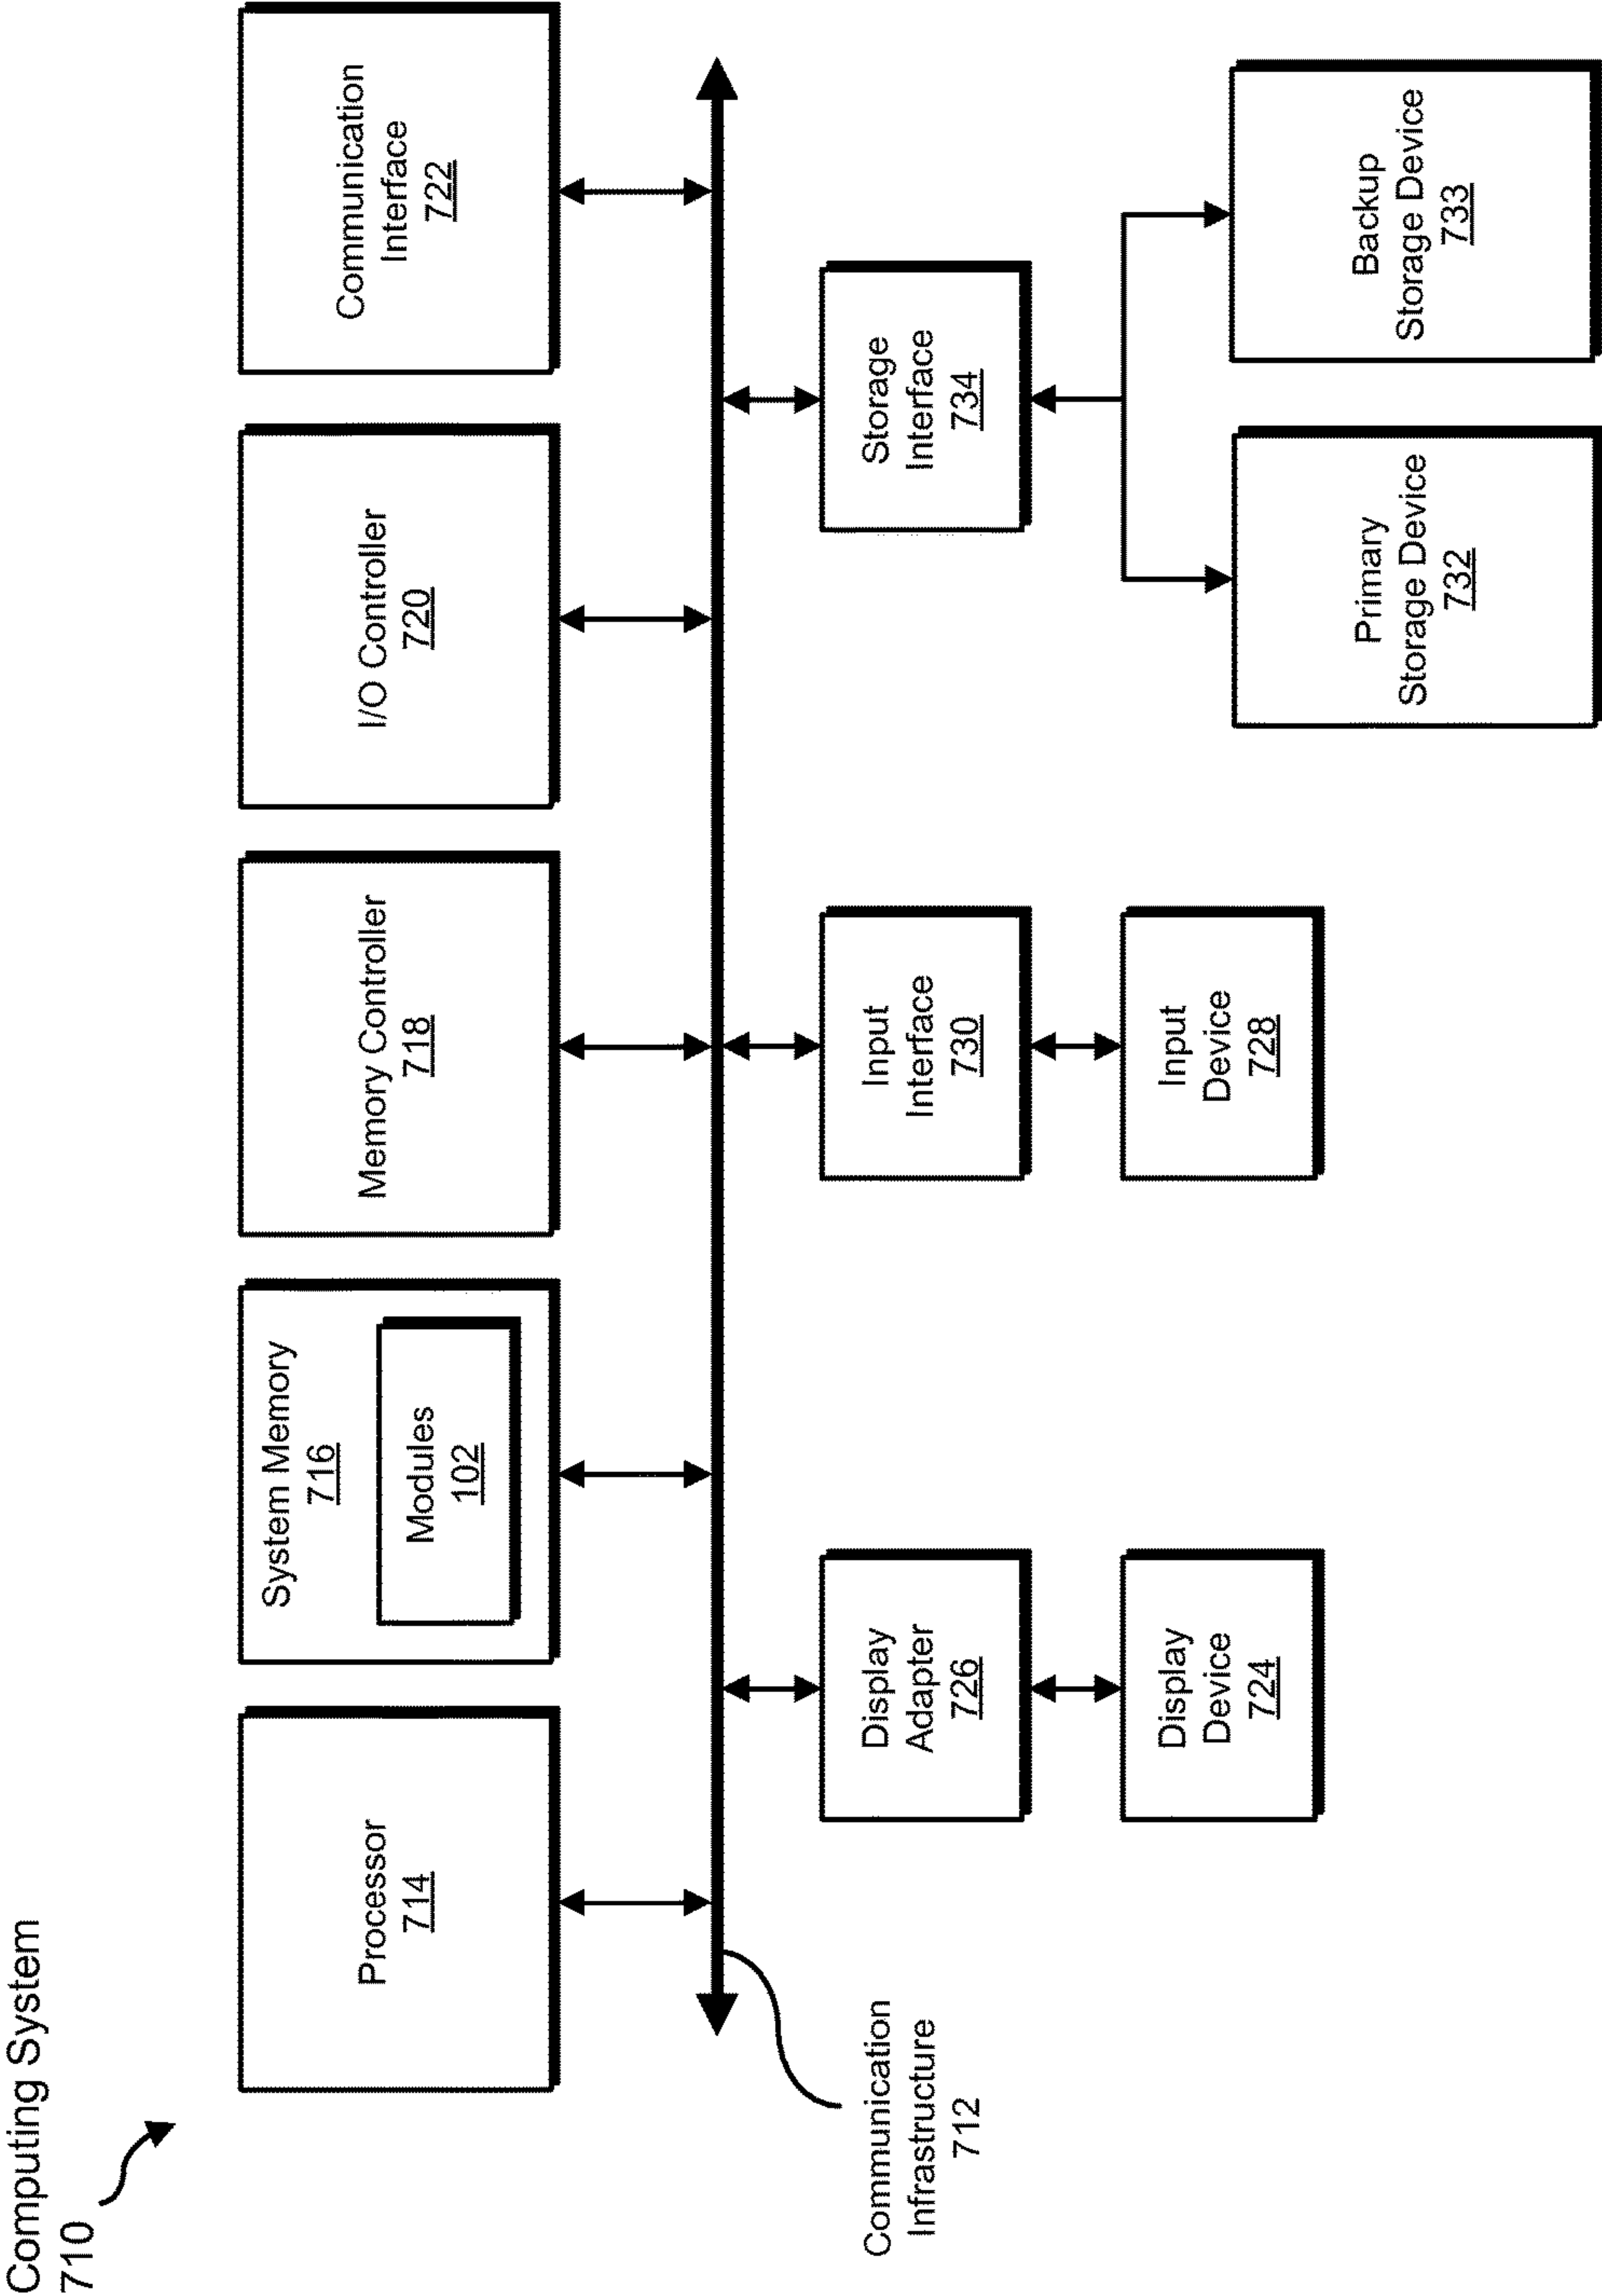 Computing System
710
Processor
714
System Memory
716
Modules
102
Memory Controller
718
I/O Controller
720
Communication
Interface
722
Communication
Infrastructure
712
Display
Adapter
726
Input
Interface
730
Storage
Interface
734
Display
Device
724
Input
Device
728
Primary
Storage Device
732
Backup
Storage Device
733